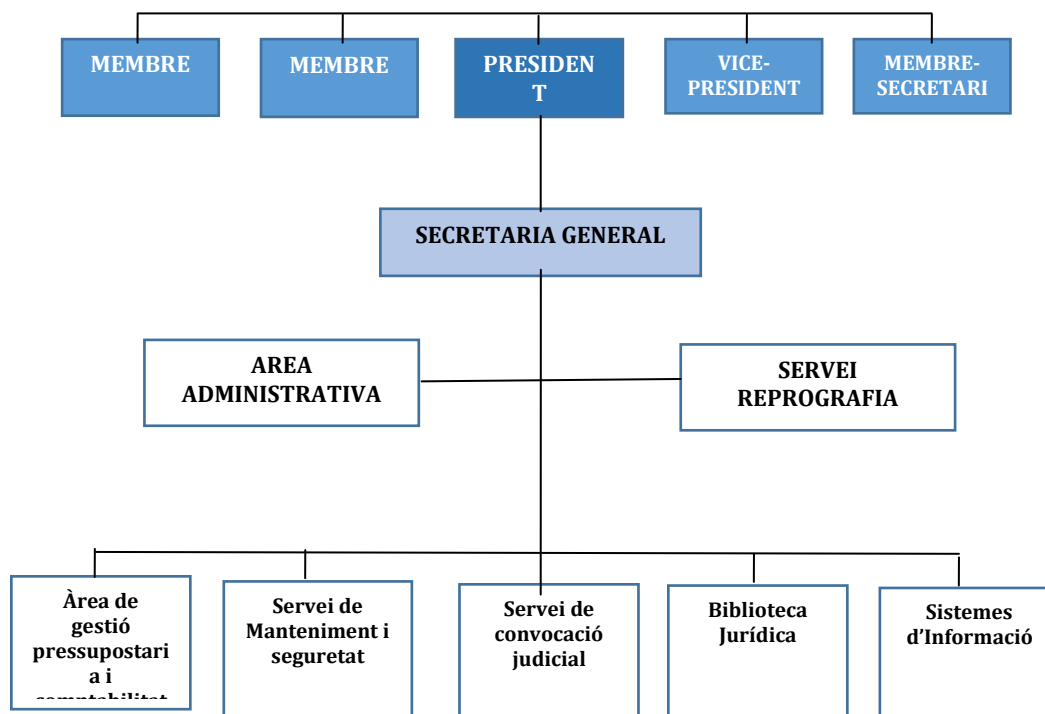 MEMBRE
MEMBRE
PRESIDEN
T
VICE-
PRESIDENT
MEMBRE-
SECRETARI
SECRETARIA GENERAL
AREA
ADMINISTRATIVA
SERVEI
REPROGRAFIA
Àrea de
gestió
pressupostari
a i
comptabilitat
Servei de
Manteniment i
seguretat
Servei de
convocació
judicial
Biblioteca
Jurídica
Sistemes
d’Informació